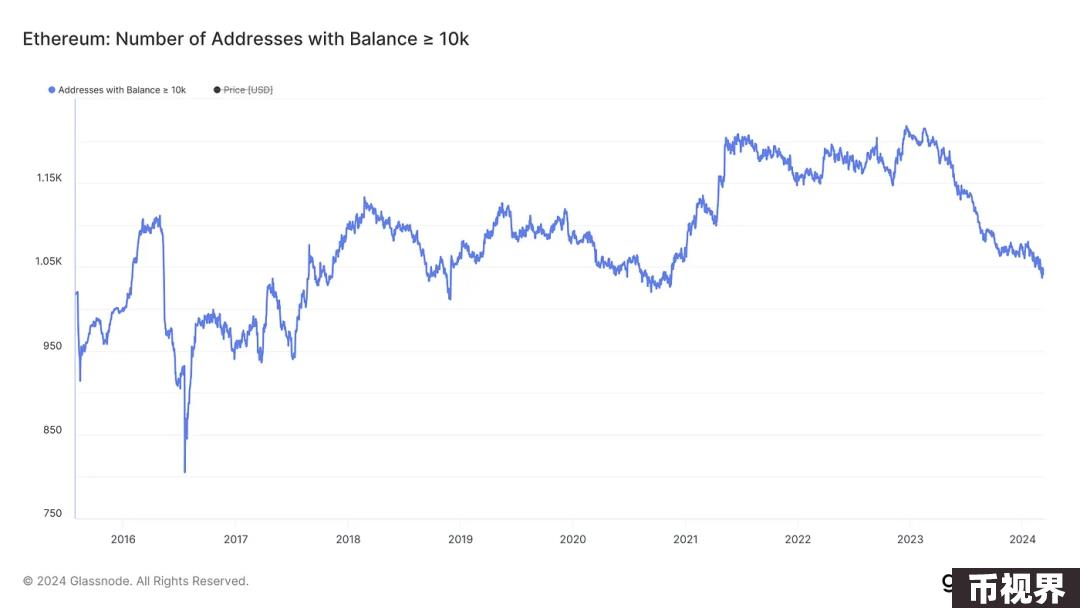 Ethereum: Number of Addresses with Balance ≥ 10k
Addresses with Balance ≥ 10k Price [USD]
1.15K
1.05K
950
850
750
2016 2017 2018 2019 2020 2021 2022 2023 2024
© 2024 Glassnode. All Rights Reserved.
币视界